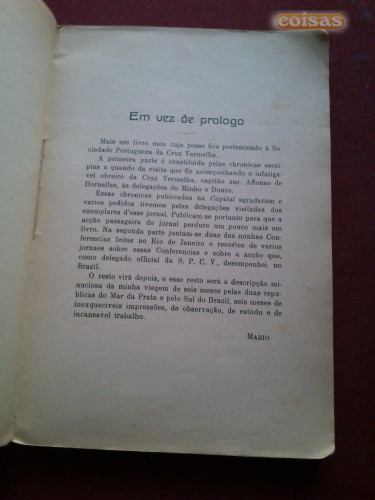 coisas
Em vez de prologo
Mais um livro meu cuja posse fica pertencendo á So-
ciedade Portugueza da Cruz Vermelha.
A primeira parte é constituida pelas chronicas escri-
ptas a quando da visita que fiz acompanhando o infatiga-
vel obreiro da Cruz Vermelha, capitão snr. Affonso de
Dornellas, ás delegações do Minho e Douro.
Essas chronicas publicadas na Capital agradaram e
varios pedidos tivemos pelas delegações visitadas dos
exemplares d'esse jornal. Publicam-se portanto para que a
acção passageira do jornal perdure um pouco mais em
livro. Na segunda parte juntam-se duas das minhas Con-
ferencias feitas no Rio de Janeiro e recortes de varios
jornaes sobre essas Conferencias e sobre a acção que,
como delegado official da S. P. C. V., desempenhei no
Brazil.
O resto virá depois, e esse resto será a descripção mi-
nuciosa da minha viagem de seis meses pelas duas repu-
blicas do Mar da Prata e pelo Sul do Brazil, seis meses de
inexqueciveis impressões, de observação, de estudo e de
incansavel trabalho.
MARIO